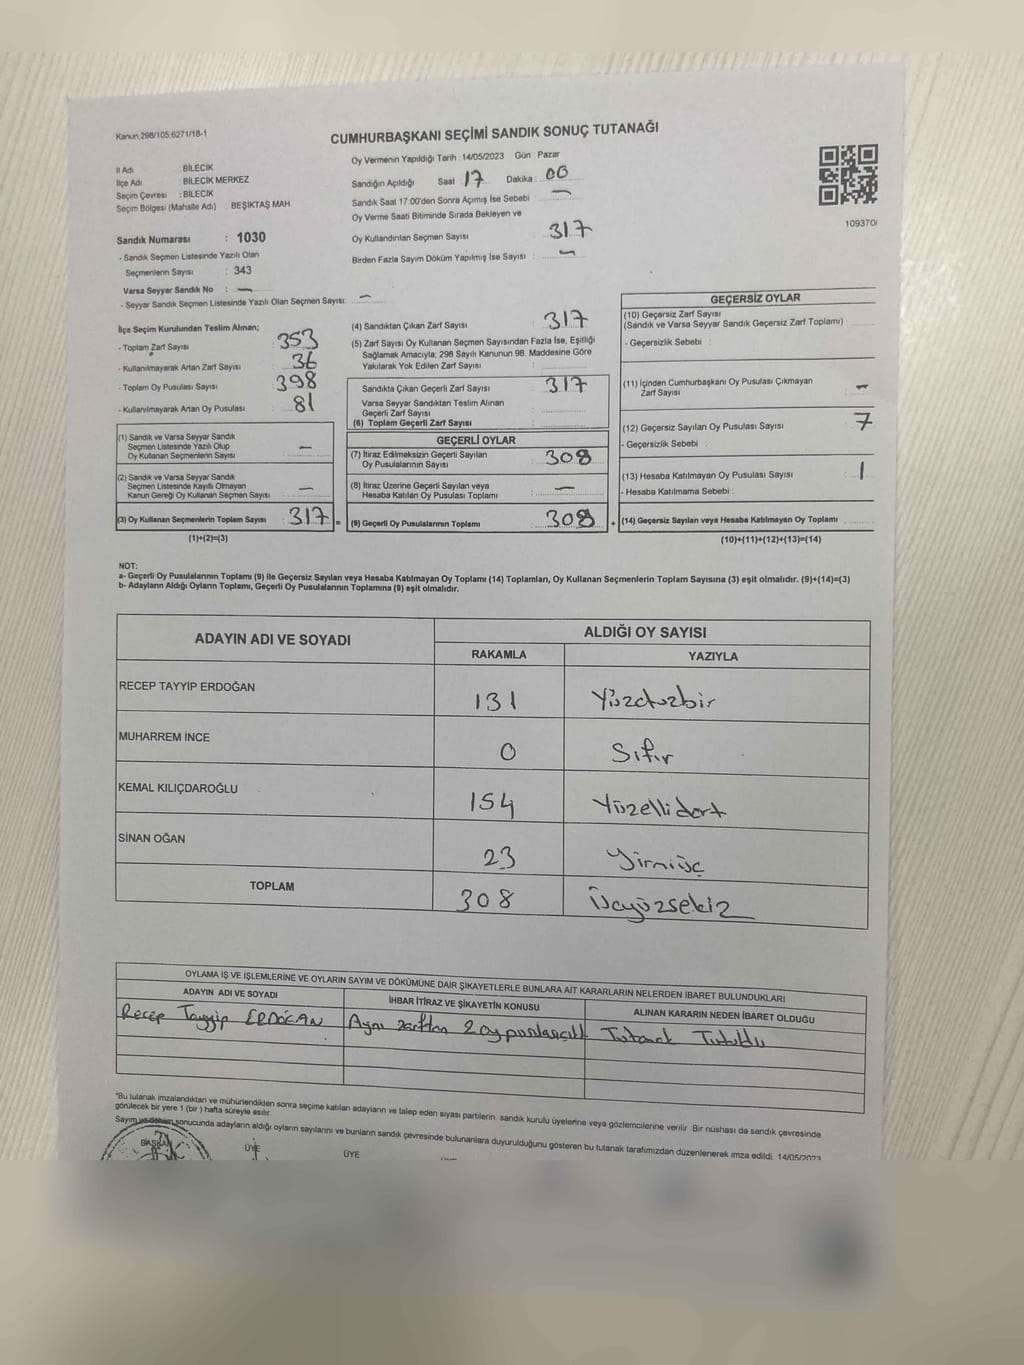 Kanun,298/105,6271/18-1
CUMHURBAŞKANI SEÇİMİ SANDIK SONUÇ TUTANAĞI
İl Adı : BİLECİK
İlçe Adı : BİLECİK MERKEZ
Seçim Çevresi : BİLECİK
Seçim Bölgesi (Mahalle Adı) : BEŞİKTAŞ MAH.
Sandık Numarası : 1030
- Sandık Seçmen Listesinde Yazılı Olan
Seçmenlerin Sayısı : 343
Varsa Seyyar Sandık No : —
- Seyyar Sandık Seçmen Listesinde Yazılı Olan Seçmen Sayısı: —
Oy Vermenin Yapıldığı Tarih : 14/05/2023 Gün : Pazar
Sandığın Açıldığı Saat 17 Dakika : 00
Sandık Saat 17.00'den Sonra Açımış İse Sebebi : —
Oy Verme Saati Bitiminde Sırada Bekleyen ve
Oy Kullandırılan Seçmen Sayısı : 317
Birden Fazla Sayım Döküm Yapılmış İse Sayısı : —
109370
İlçe Seçim Kurulundan Teslim Alınan;
- Toplam Zarf Sayısı : 353
- Kullanılmayarak Artan Zarf Sayısı : 36
- Toplam Oy Pusulası Sayısı : 398
- Kullanılmayarak Artan Oy Pusulası : 81
(1) Sandık ve Varsa Seyyar Sandık
Seçmen Listesinde Yazılı Olup
Oy Kullanan Seçmenlerin Sayısı : —
(2) Sandık ve Varsa Seyyar Sandık
Seçmen Listesinde Kayıtlı Olmayan
Kanun Gereği Oy Kullanan Seçmen Sayısı : —
(3) Oy Kullanan Seçmenlerin Toplam Sayısı : 317 =
(1)+(2)=(3)
(4) Sandıktan Çıkan Zarf Sayısı : 317
(5) Zarf Sayısı Oy Kullanan Seçmen Sayısından Fazla İse, Eşitliği
Sağlamak Amacıyla, 298 Sayılı Kanunun 98. Maddesine Göre
Yakılarak Yok Edilen Zarf Sayısı :
Sandıkta Çıkan Geçerli Zarf Sayısı : 317
Varsa Seyyar Sandıktan Teslim Alınan
Geçerli Zarf Sayısı :
(6) Toplam Geçerli Zarf Sayısı :
GEÇERLİ OYLAR
(7) İtiraz Edilmeksizin Geçerli Sayılan
Oy Pusulalarının Sayısı : 308
(8) İtiraz Üzerine Geçerli Sayılan veya
Hesaba Katılan Oy Pusulası Toplamı : —
(9) Geçerli Oy Pusulalarının Toplamı : 308 +
GEÇERSİZ OYLAR
(10) Geçersiz Zarf Sayısı
(Sandık ve Varsa Seyyar Sandık Geçersiz Zarf Toplamı) :
- Geçersizlik Sebebi :
(11) İçinden Cumhurbaşkanı Oy Pusulası Çıkmayan
Zarf Sayısı : —
(12) Geçersiz Sayılan Oy Pusulası Sayısı : 7
- Geçersizlik Sebebi :
(13) Hesaba Katılmayan Oy Pusulası Sayısı : 1
- Hesaba Katılmama Sebebi :
(14) Geçersiz Sayılan veya Hesaba Katılmayan Oy Toplamı :
(10)+(11)+(12)+(13)=(14)
NOT:
a- Geçerli Oy Pusulalarının Toplamı (9) ile Geçersiz Sayılan veya Hesaba Katılmayan Oy Toplamı (14) Toplamları, Oy Kullanan Seçmenlerin Toplam Sayısına (3) eşit olmalıdır. (9)+(14)=(3)
b- Adayların Aldığı Oyların Toplamı, Geçerli Oy Pusulalarının Toplamına (9) eşit olmalıdır.
ADAYIN ADI VE SOYADI ALDIĞI OY SAYISI
RAKAMLA YAZIYLA
RECEP TAYYİP ERDOĞAN 131 Yüzotuzbir
MUHARREM İNCE 0 Sıfır
KEMAL KILIÇDAROĞLU 154 Yüzellidört
SİNAN OĞAN 23 Yirmiüç
TOPLAM 308 Üçyüzsekiz
OYLAMA İŞ VE İŞLEMLERİNE VE OYLARIN SAYIM VE DÖKÜMÜNE DAİR ŞİKAYETLERLE BUNLARA AİT KARARLARIN NELERDEN İBARET BULUNDUKLARI
ADAYIN ADI VE SOYADI İHBAR İTİRAZ VE ŞİKAYETİN KONUSU ALINAN KARARIN NEDEN İBARET OLDUĞU
Recep Tayyip ERDOĞAN Aynı zarftan 2 oy pusulası çıktı Tutanak Tutuldu
*Bu tutanak imzalandıktan ve mühürlendikten sonra seçime katılan adayların ve talep eden siyasi partilerin sandık kurulu üyelerine veya gözlemcilerine verilir. Bir nüshası da sandık çevresinde
görülecek bir yere 1 (bir ) hafta süreyle asılır.
Sayım ve döküm sonucunda adayların aldığı oyların sayılarını ve bunların sandık çevresinde bulunanlara duyurulduğunu gösteren bu tutanak tarafımızdan düzenlenerek imza edildi. 14/05/2023
BAŞKAN ÜYE ÜYE